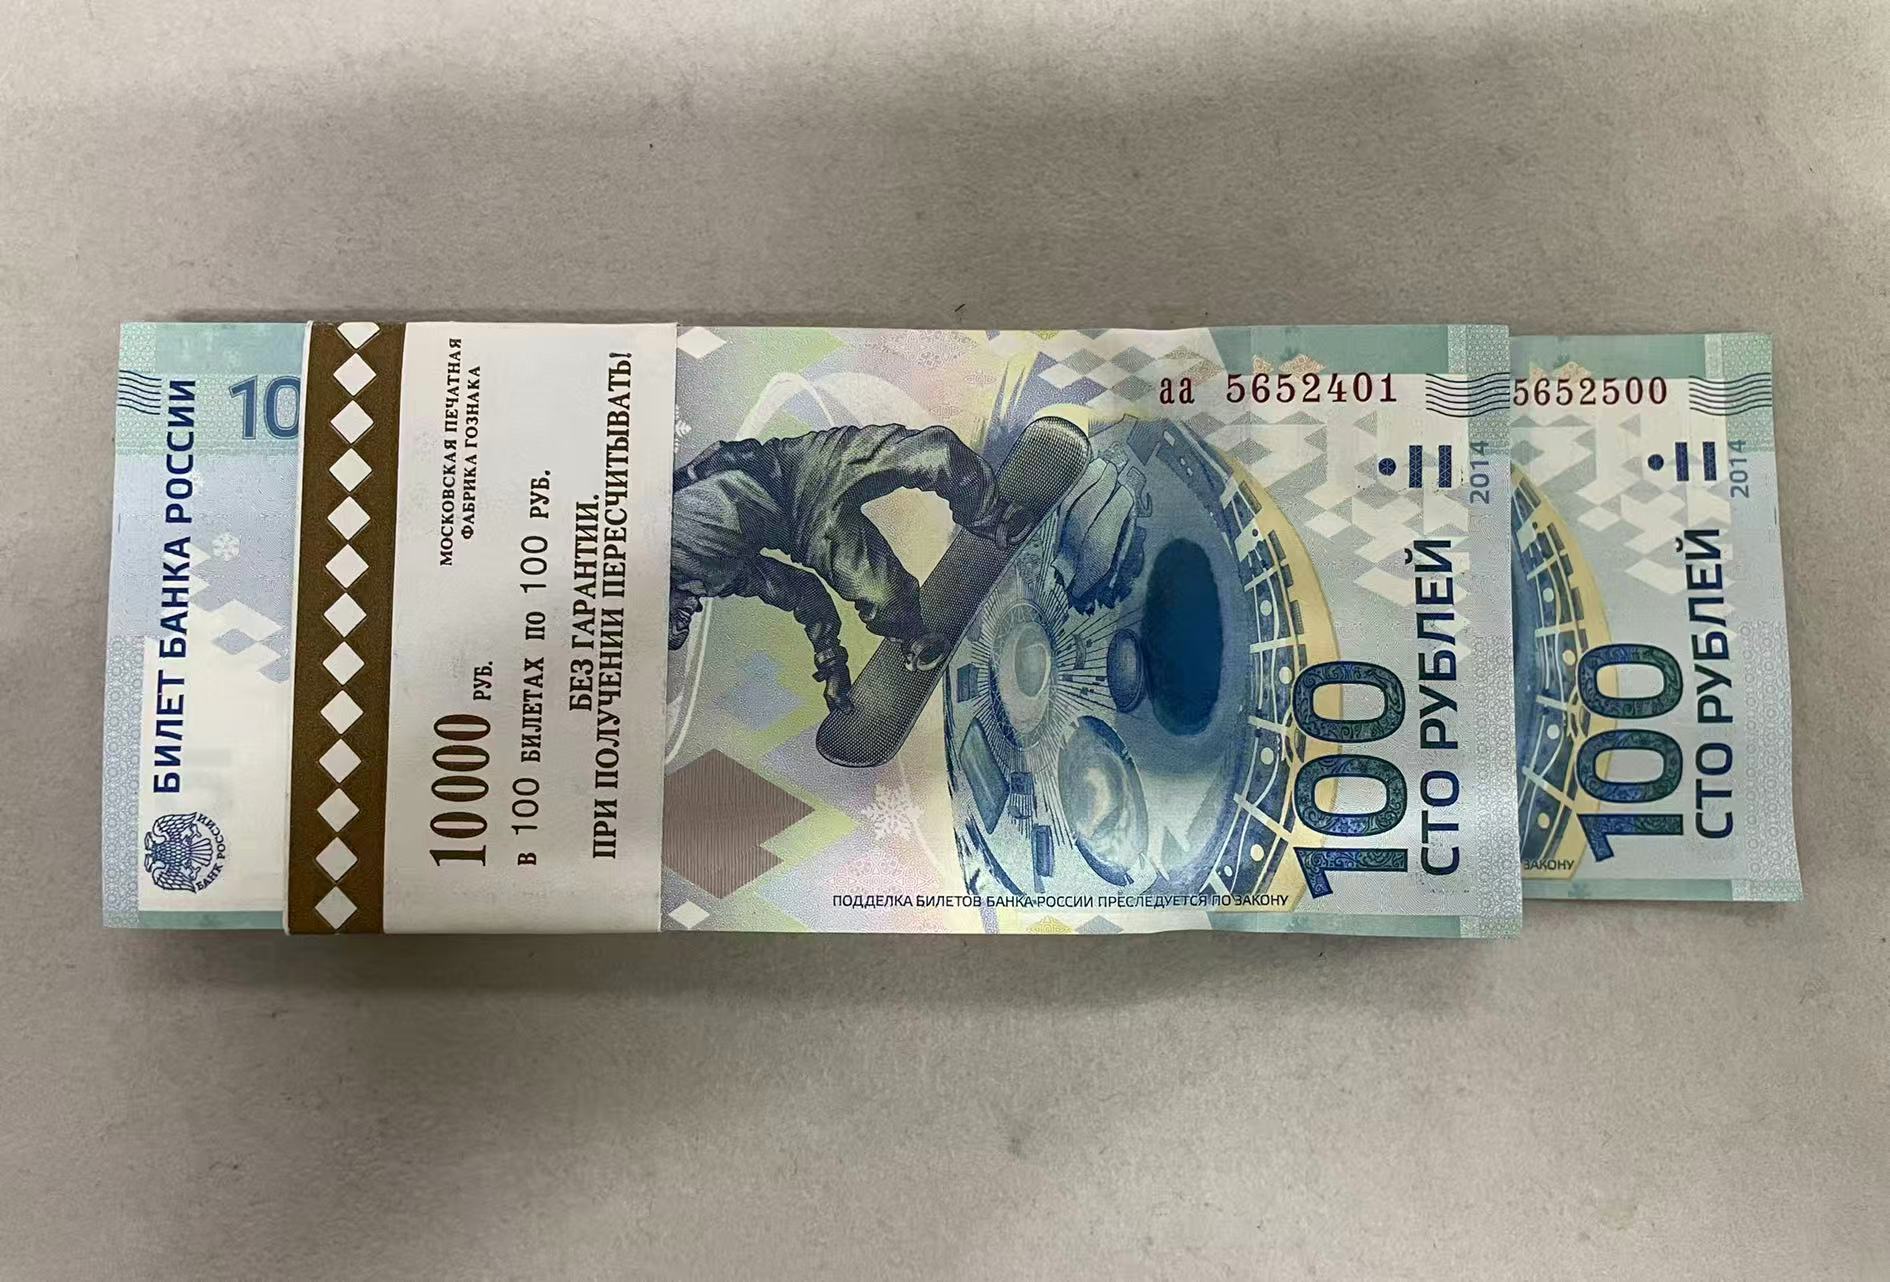 БИЛЕТ БАНКА РОССИИ
БАНК РОССИИ
10
МОСКОВСКАЯ ПЕЧАТНАЯ
ФАБРИКА ГОЗНАКА
10000 РУБ.
В 100 БИЛЕТАХ ПО 100 РУБ.
БЕЗ ГАРАНТИИ.
ПРИ ПОЛУЧЕНИИ ПЕРЕСЧИТЫВАТЬ!
аа 5652401
2014
100
СТО РУБЛЕЙ
ПОДДЕЛКА БИЛЕТОВ БАНКА РОССИИ ПРЕСЛЕДУЕТСЯ ПО ЗАКОНУ
5652500
2014
100
СТО РУБЛЕЙ
ЗАКОНУ